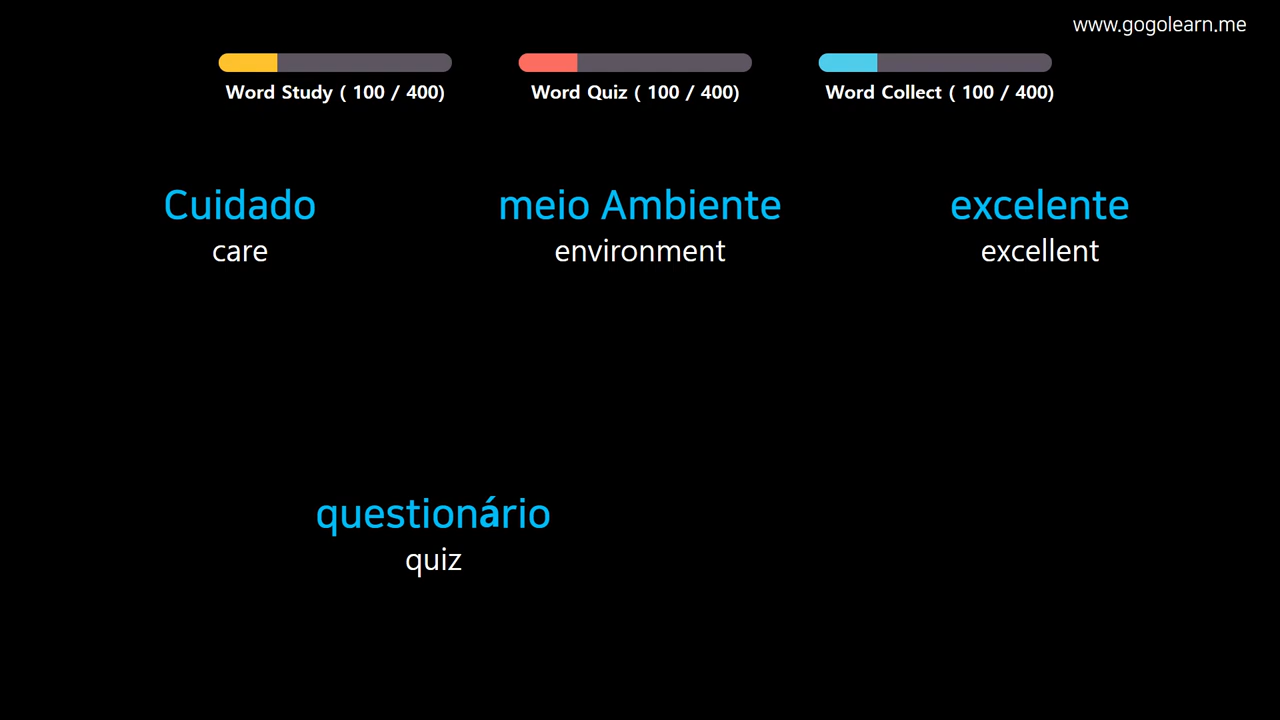 www.gogolearn.me
Word Study ( 100 / 400)
Word Quiz ( 100 / 400)
Word Collect ( 100 / 400)
Cuidado
care
meio Ambiente
environment
excelente
excellent
questionário
quiz